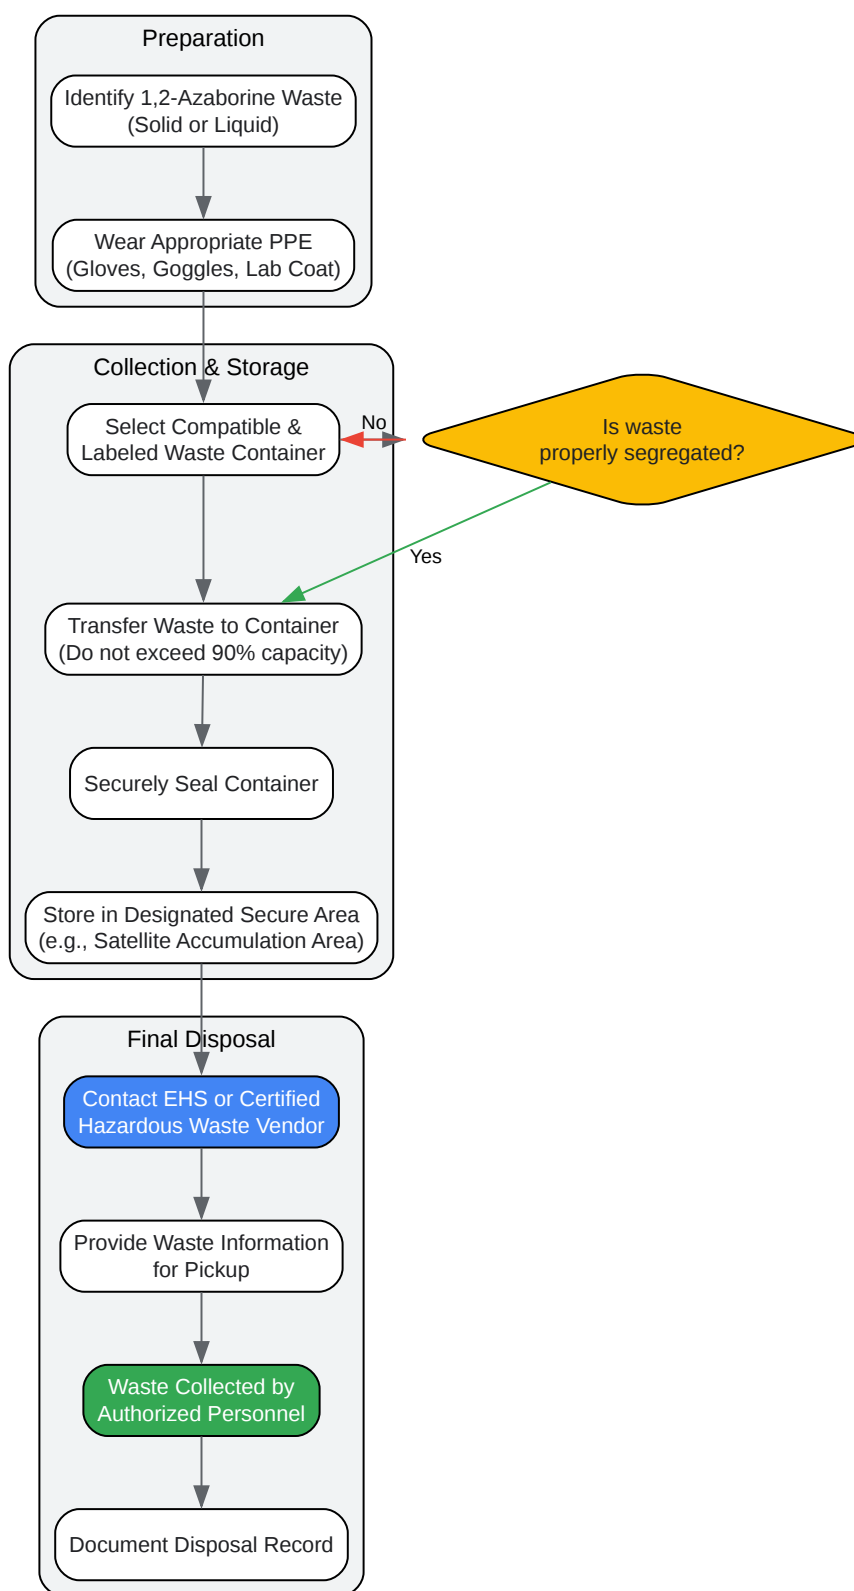 Preparation
Identify 1,2-Azaborine Waste
(Solid or Liquid)
Wear Appropriate PPE
(Gloves, Goggles, Lab Coat)
Collection & Storage
Select Compatible &
Labeled Waste Container
No
Is waste
properly segregated?
Yes
Transfer Waste to Container
(Do not exceed 90% capacity)
Securely Seal Container
Store in Designated Secure Area
(e.g., Satellite Accumulation Area)
Final Disposal
Contact EHS or Certified
Hazardous Waste Vendor
Provide Waste Information
for Pickup
Waste Collected by
Authorized Personnel
Document Disposal Record